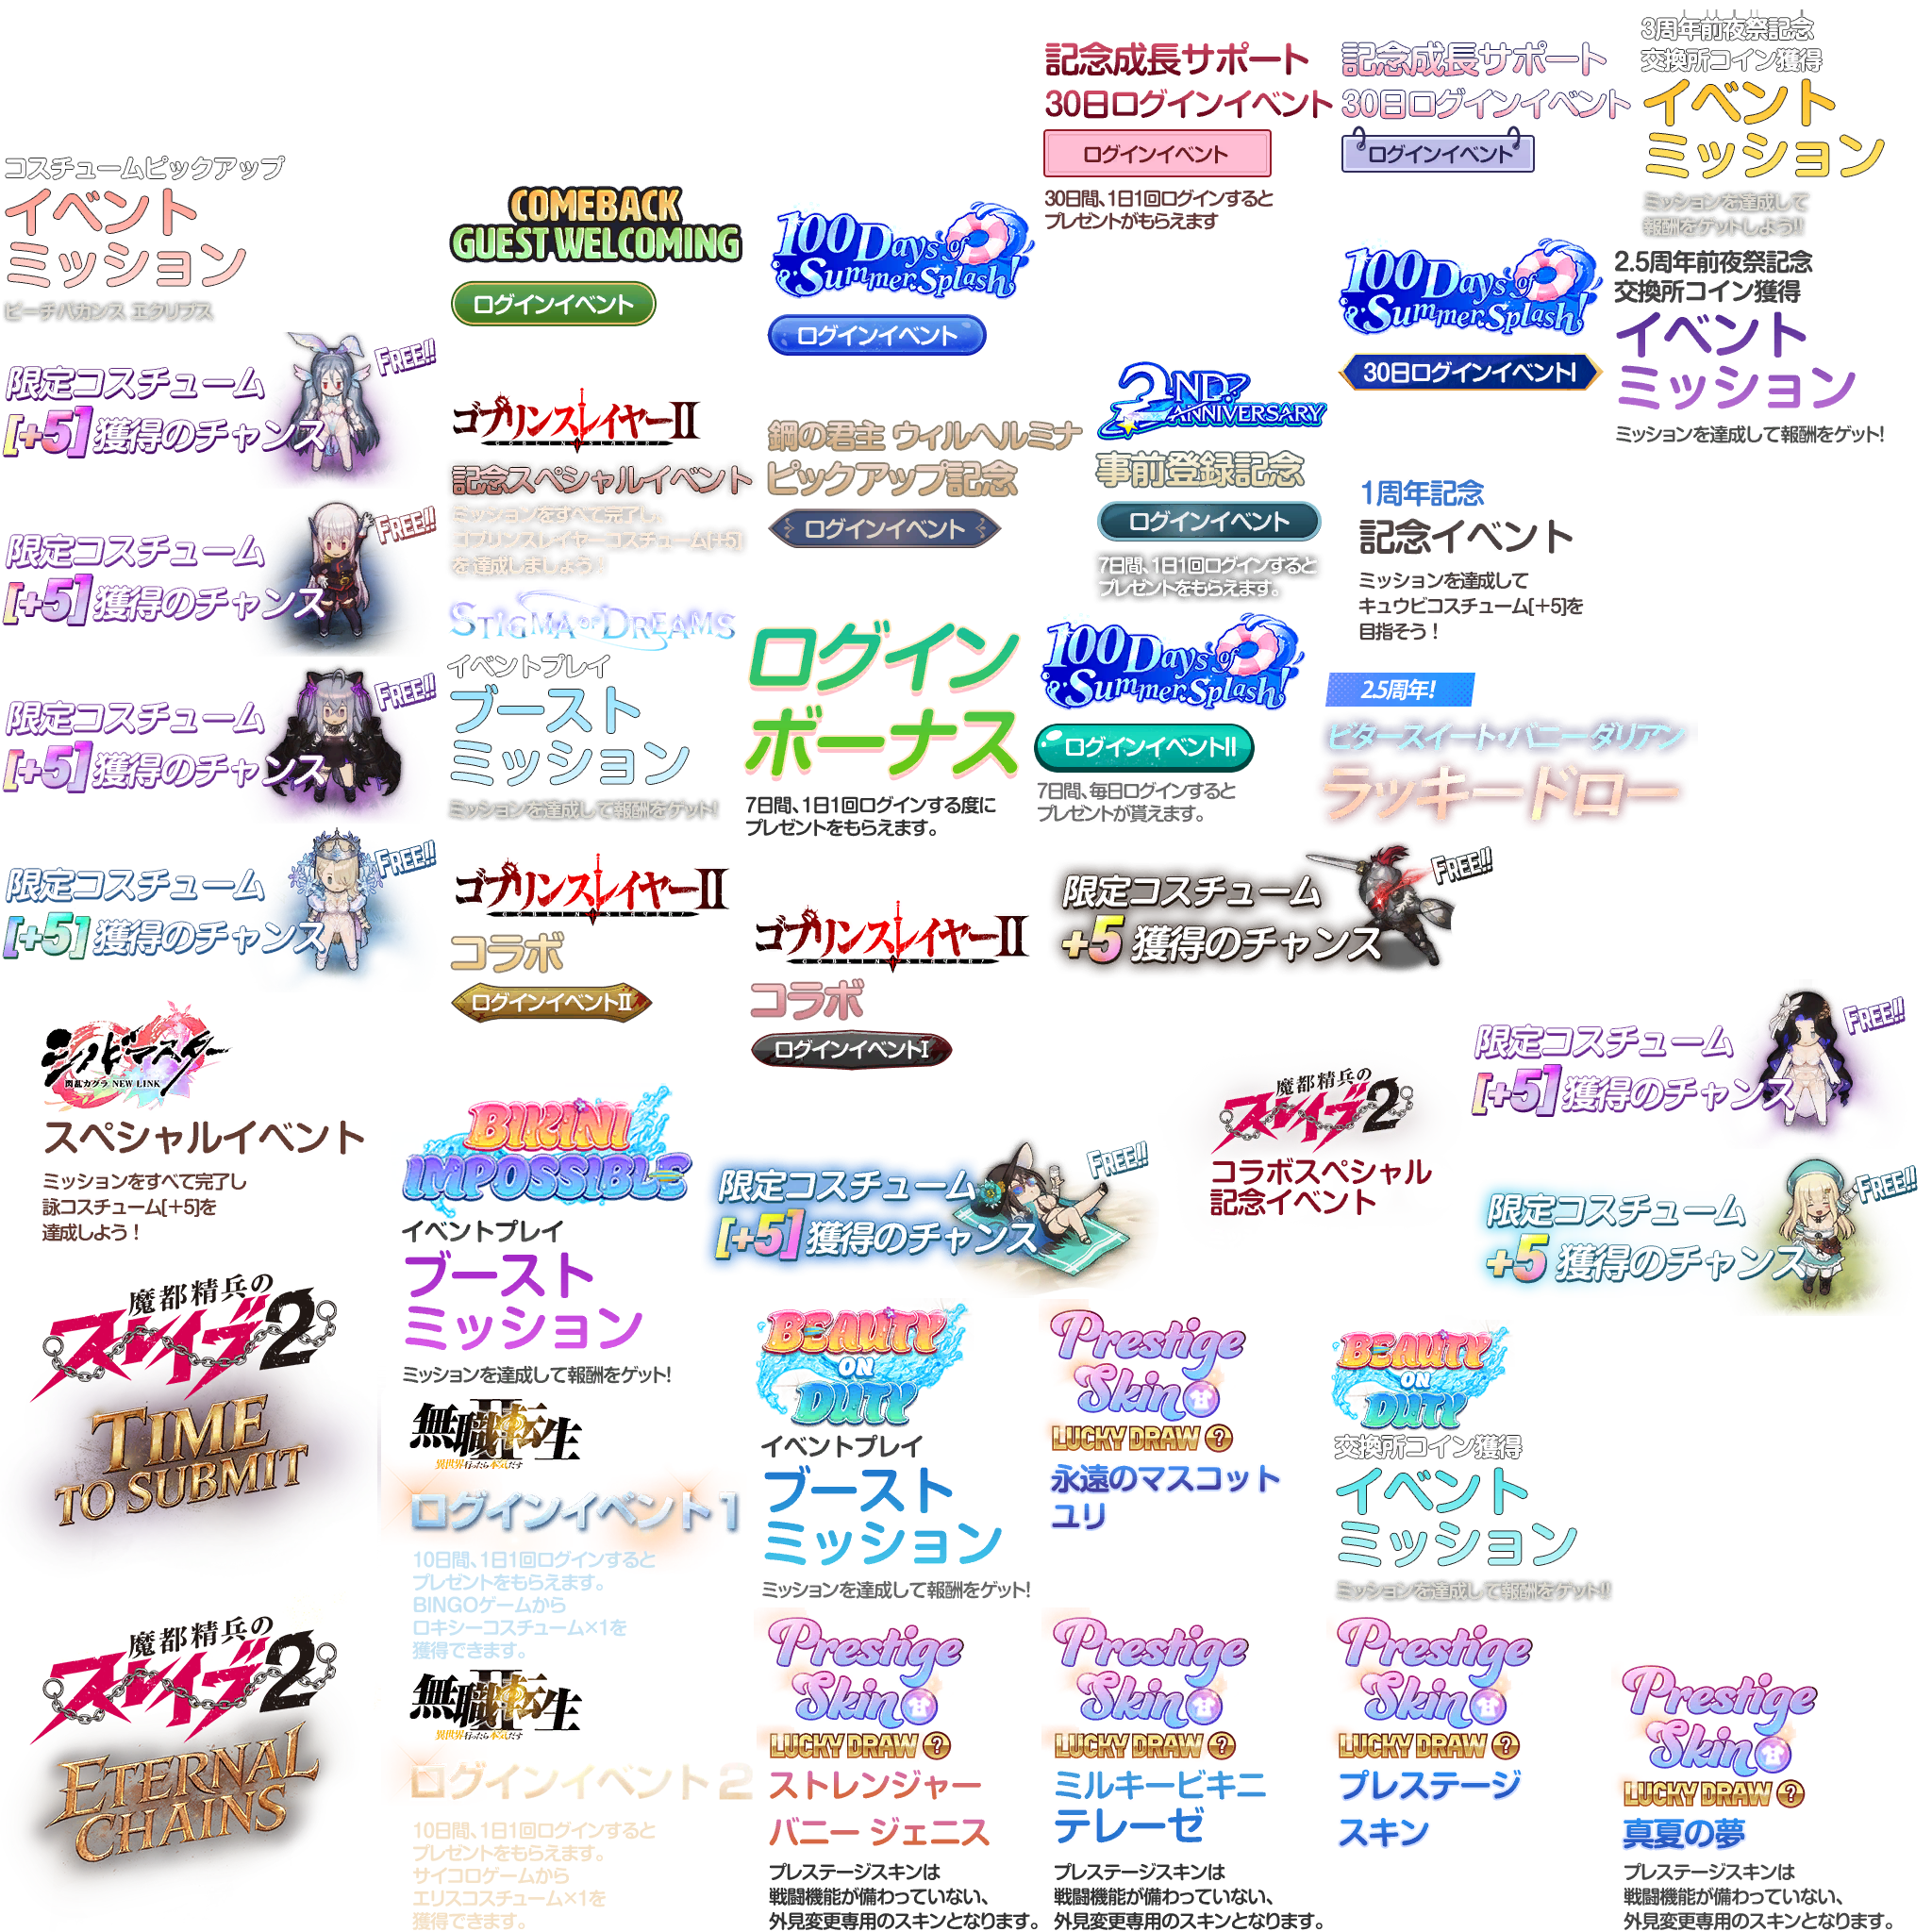 コスチュームピックアップ
イベント
ミッション
ビーチバカンス エクリプス
COMEBACK
GUEST WELCOMING
ログインイベント
100 Days of
Summer Splash!
ログインイベント
記念成長サポート
30日ログインイベント
ログインイベント
30日間、1日1回ログインすると
プレゼントがもらえます
記念成長サポート
30日ログインイベント
ログインイベント
3周年前夜祭記念
交換所コイン獲得
イベント
ミッション
ミッションを達成して
報酬をゲットしよう!!
100 Days of
Summer Splash!
30日ログインイベントI
2.5周年前夜祭記念
交換所コイン獲得
イベント
ミッション
ミッションを達成して報酬をゲット!
限定コスチューム
FREE!!
[+5] 獲得のチャンス
限定コスチューム
FREE!!
[+5] 獲得のチャンス
限定コスチューム
FREE!!
[+5] 獲得のチャンス
限定コスチューム
FREE!!
[+5] 獲得のチャンス
ゴブリンスレイヤーII
記念スペシャルイベント
ミッションをすべて完了し、
ゴブリンスレイヤーコスチューム[+5]
を達成しましょう!
鋼の君主 ウィルヘルミナ
ピックアップ記念
ログインイベント
2ND
ANNIVERSARY
事前登録記念
ログインイベント
7日間、1日1回ログインすると
プレゼントをもらえます。
1周年記念
記念イベント
ミッションを達成して
キュウビコスチューム[+5]を
目指そう！
STIGMA OF DREAMS
イベントプレイ
ブースト
ミッション
ミッションを達成して報酬をゲット!
ログイン
ボーナス
7日間、1日1回ログインする度に
プレゼントをもらえます。
100 Days of
Summer Splash!
ログインイベントII
7日間、毎日ログインすると
プレゼントが貰えます。
2.5周年!
ビタースイート・バニー ダリアン
ラッキードロー
ゴブリンスレイヤーII
GOBLIN SLAYER
コラボ
ログインイベントII
ゴブリンスレイヤーII
GOBLIN SLAYER
コラボ
ログインイベントI
限定コスチューム
FREE!!
+5 獲得のチャンス
シノビマスター
閃乱カグラ NEW LINK
スペシャルイベント
ミッションをすべて完了し
詠コスチューム[+5]を
達成しよう！
BIKINI
IMPOSSIBLE
イベントプレイ
ブースト
ミッション
ミッションを達成して報酬をゲット!
限定コスチューム
FREE!!
[+5] 獲得のチャンス
魔都精兵の
スレイブ2
コラボスペシャル
記念イベント
限定コスチューム
FREE!!
[+5] 獲得のチャンス
限定コスチューム
FREE!!
+5 獲得のチャンス
魔都精兵の
スレイブ2
TIME
TO SUBMIT
無職転生
II
異世界行ったら本気だす
ログインイベント1
10日間、1日1回ログインすると
プレゼントをもらえます。
BINGOゲームから
ロキシーコスチューム×1を
獲得できます。
BEAUTY
ON
DUTY
イベントプレイ
ブースト
ミッション
ミッションを達成して報酬をゲット!
Prestige
Skin
LUCKY DRAW ?
永遠のマスコット
ユリ
BEAUTY
ON
DUTY
交換所コイン獲得
イベント
ミッション
ミッションを達成して報酬をゲット!!
魔都精兵の
スレイブ2
ETERNAL
CHAINS
無職転生
II
異世界行ったら本気だす
ログインイベント2
10日間、1日1回ログインすると
プレゼントをもらえます。
サイコロゲームから
エリスコスチューム×1を
獲得できます。
Prestige
Skin
LUCKY DRAW ?
ストレンジャー
バニー ジェニス
プレステージスキンは
戦闘機能が備わっていない、
外見変更専用のスキンとなります。
Prestige
Skin
LUCKY DRAW ?
ミルキービキニ
テレーゼ
プレステージスキンは
戦闘機能が備わっていない、
外見変更専用のスキンとなります。
Prestige
Skin
LUCKY DRAW ?
プレステージ
スキン
Prestige
Skin
LUCKY DRAW ?
真夏の夢
プレステージスキンは
戦闘機能が備わっていない、
外見変更専用のスキンとなります。